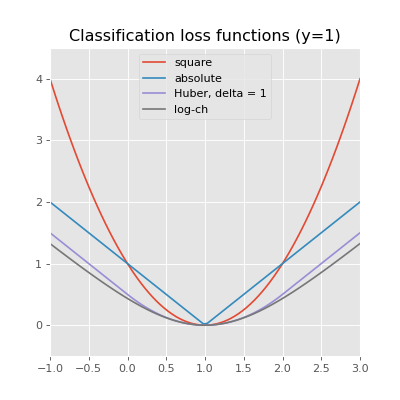 Classification loss functions (y=1)
square
absolute
Huber, delta = 1
log-ch
4
3
2
1
0
−1.0 −0.5 0.0 0.5 1.0 1.5 2.0 2.5 3.0